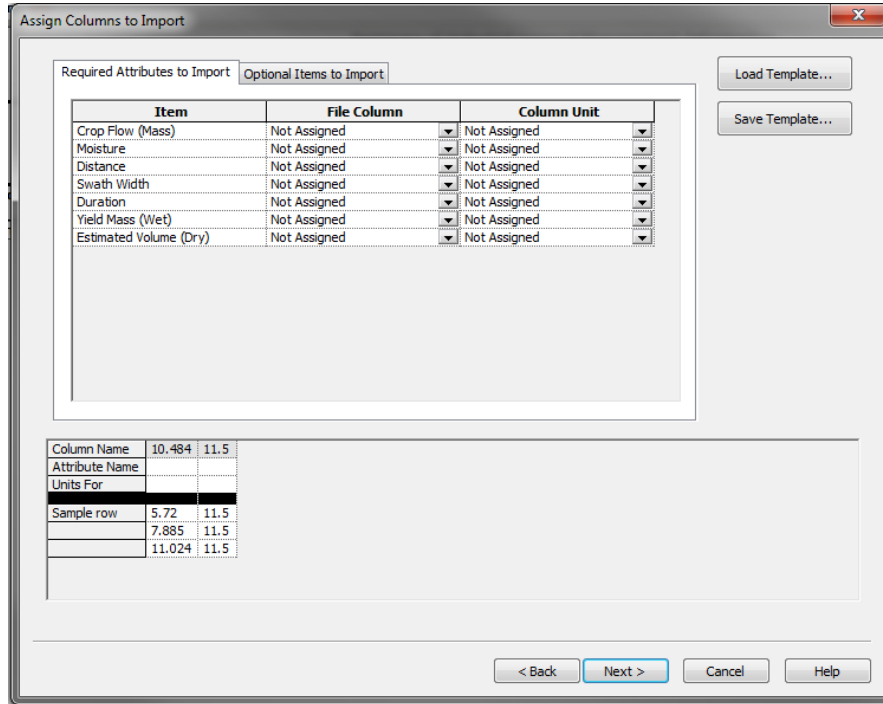 Assign Columns to Import
Required Attributes to Import Optional Items to Import
Load Template...
Save Template...
Item File Column Column Unit
Crop Flow (Mass) Not Assigned Not Assigned
Moisture Not Assigned Not Assigned
Distance Not Assigned Not Assigned
Swath Width Not Assigned Not Assigned
Duration Not Assigned Not Assigned
Yield Mass (Wet) Not Assigned Not Assigned
Estimated Volume (Dry) Not Assigned Not Assigned
Column Name 10.484 11.5
Attribute Name
Units For
Sample row 5.72 11.5
7.885 11.5
11.024 11.5
< Back Next > Cancel Help